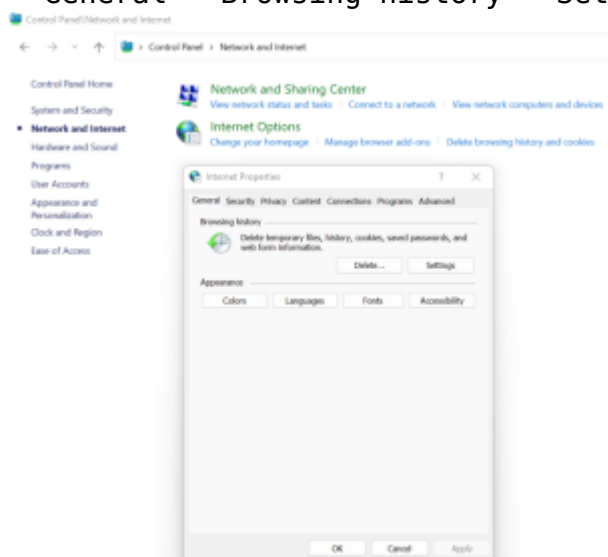 General   Browsing history   Set
Control Panel\Network and Internet
Control Panel › Network and Internet
Control Panel Home
System and Security
Network and Internet
Hardware and Sound
Programs
User Accounts
Appearance and
Personalization
Clock and Region
Ease of Access
Network and Sharing Center
View network status and tasks | Connect to a network | View network computers and devices
Internet Options
Change your homepage | Manage browser add-ons | Delete browsing history and cookies
Internet Properties ? ×
General Security Privacy Content Connections Programs Advanced
Browsing history
Delete temporary files, history, cookies, saved passwords, and
web form information.
Delete... Settings
Appearance
Colors Languages Fonts Accessibility
OK Cancel Apply